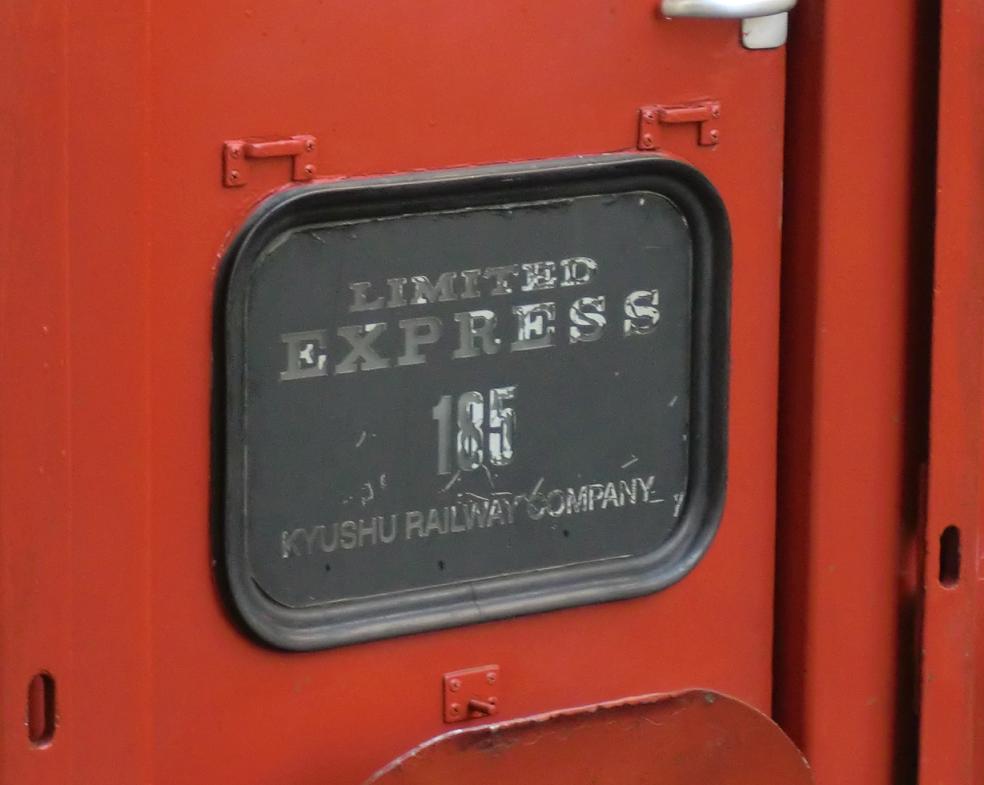 LIMITED
EXPRESS
185
KYUSHU RAILWAY COMPANY